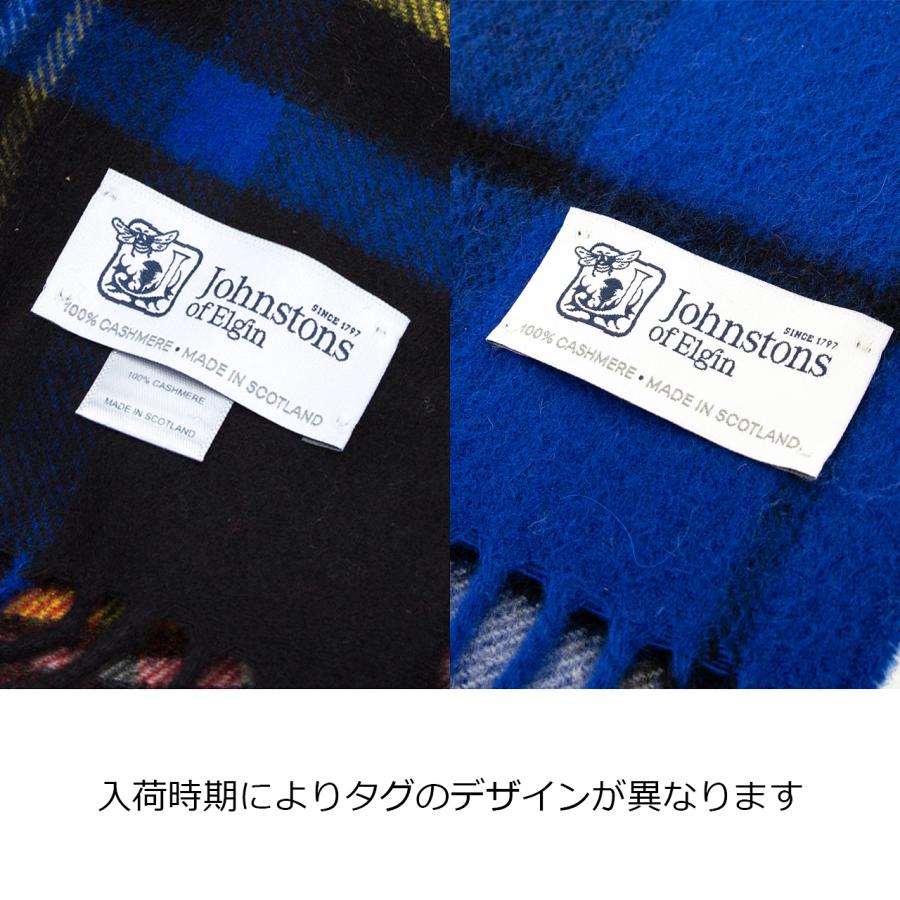 Johnstons
of Elgin
SINCE 1797
100% CASHMERE • MADE IN SCOTLAND
100% CASHMERE
MADE IN SCOTLAND
Johnstons
of Elgin
SINCE 1797
100% CASHMERE • MADE IN SCOTLAND
入荷時期によりタグのデザインが異なります